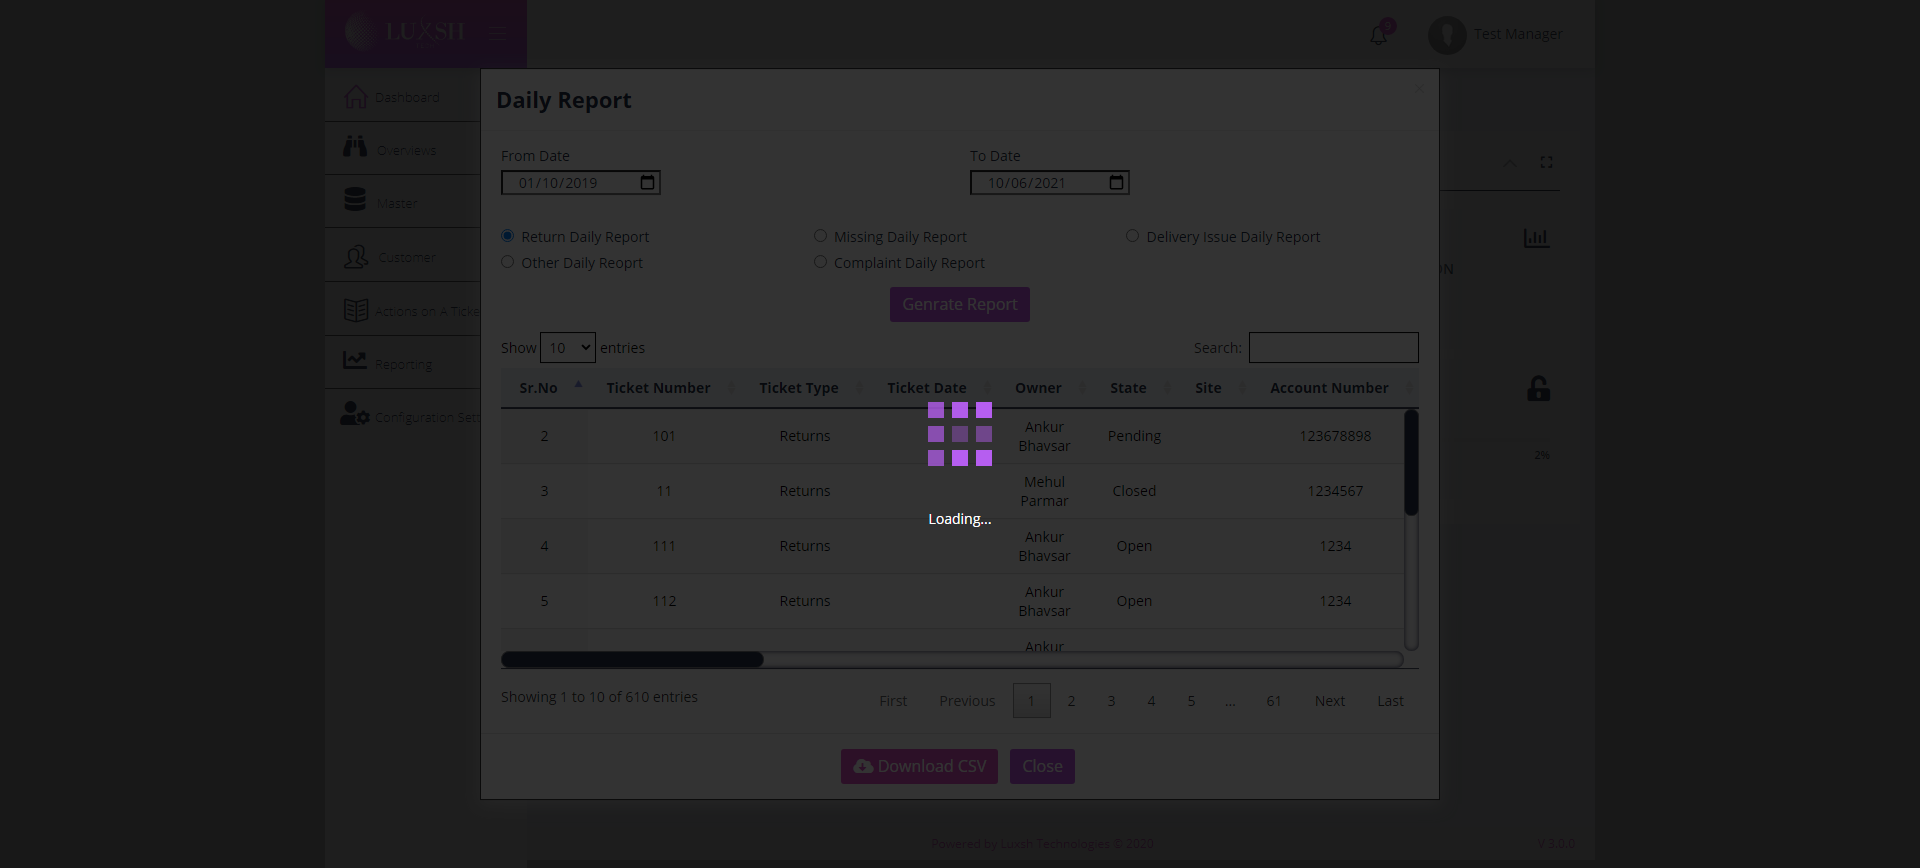 LUXSH
0
Test Manager
Dashboard
Overviews
Master
Customer
Actions on A Ticke
Reporting
Configuration Sett
Daily Report
×
From Date
To Date
01/10/2019
10/06/2021
Return Daily Report
Missing Daily Report
Delivery Issue Daily Report
Other Daily Reoprt
Complaint Daily Report
Genrate Report
Show 10 entries
Search:
Sr.No Ticket Number Ticket Type Ticket Date Owner State Site Account Number
2 101 Returns Ankur Bhavsar Pending 123678898
3 11 Returns Mehul Parmar Closed 1234567
4 111 Returns Ankur Bhavsar Open 1234
5 112 Returns Ankur Bhavsar Open 1234
Ankur
Loading...
Showing 1 to 10 of 610 entries
First Previous 1 2 3 4 5 ... 61 Next Last
Download CSV
Close
ON
2%
Powered by Luxsh Technologies © 2020
V 3.0.0